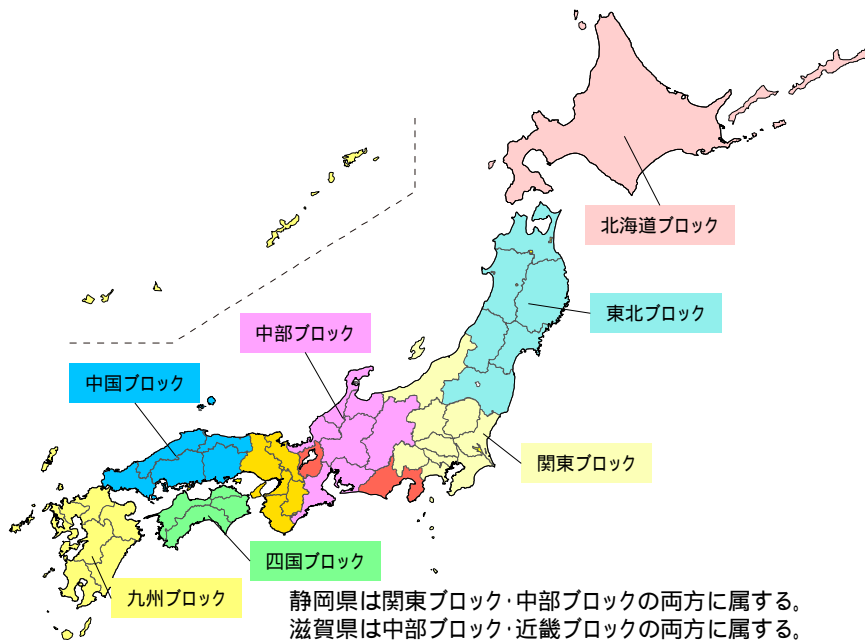 北海道ブロック
東北ブロック
中部ブロック
中国ブロック
関東ブロック
四国ブロック
九州ブロック
静岡県は関東ブロック・中部ブロックの両方に属する。
滋賀県は中部ブロック・近畿ブロックの両方に属する。